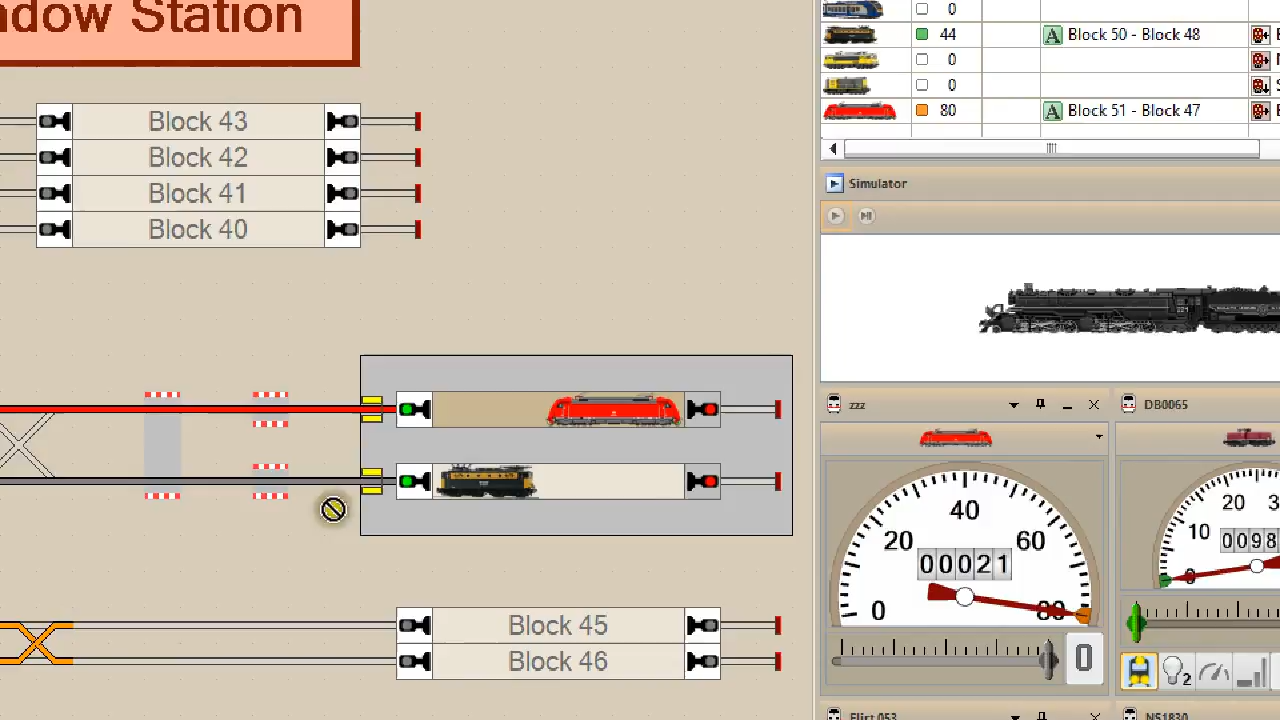 ndow Station
0
44
Block 50 - Block 48
0
0
80
Block 51 - Block 47
Block 43
Block 42
Block 41
Block 40
Simulator
zzz
DB0065
40
20
60
00021
0
80
0
20
10
0098
0
2
Block 45
Block 46
Flirt 053
NS1830